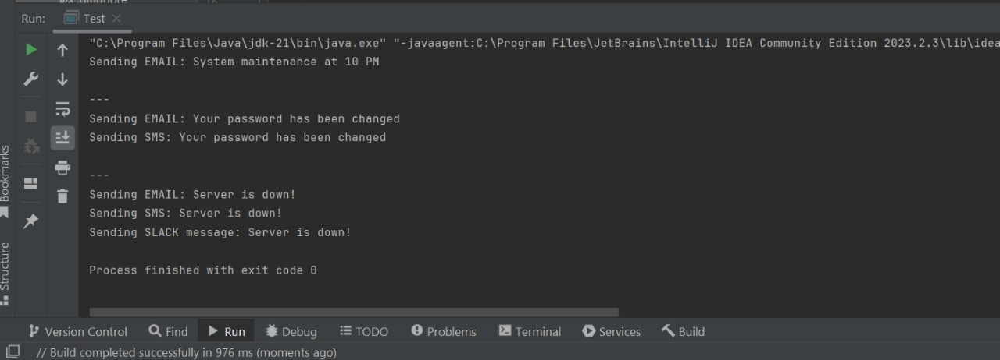 Run:
Test
"C:\Program Files\Java\jdk-21\bin\java.exe" "-javaagent:C:\Program Files\JetBrains\IntelliJ IDEA Community Edition 2023.2.3\lib\idea
Sending EMAIL: System maintenance at 10 PM
---
Sending EMAIL: Your password has been changed
Sending SMS: Your password has been changed
---
Sending EMAIL: Server is down!
Sending SMS: Server is down!
Sending SLACK message: Server is down!
Process finished with exit code 0
Bookmarks
Structure
Version Control
Find
Run
Debug
TODO
Problems
Terminal
Services
Build
// Build completed successfully in 976 ms (moments ago)